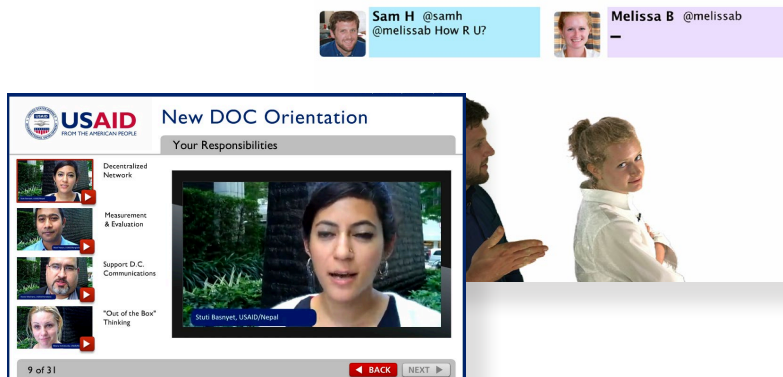 Sam H @samh
@melissab How R U?
Melissa B @melissab
USAID
FROM THE AMERICAN PEOPLE
New DOC Orientation
Your Responsibilities
Decentralized
Network
Measurement
& Evaluation
Support D.C.
Communications
"Out of the Box"
Thinking
Stuti Basnyet, USAID/Nepal
9 of 31
BACK
NEXT